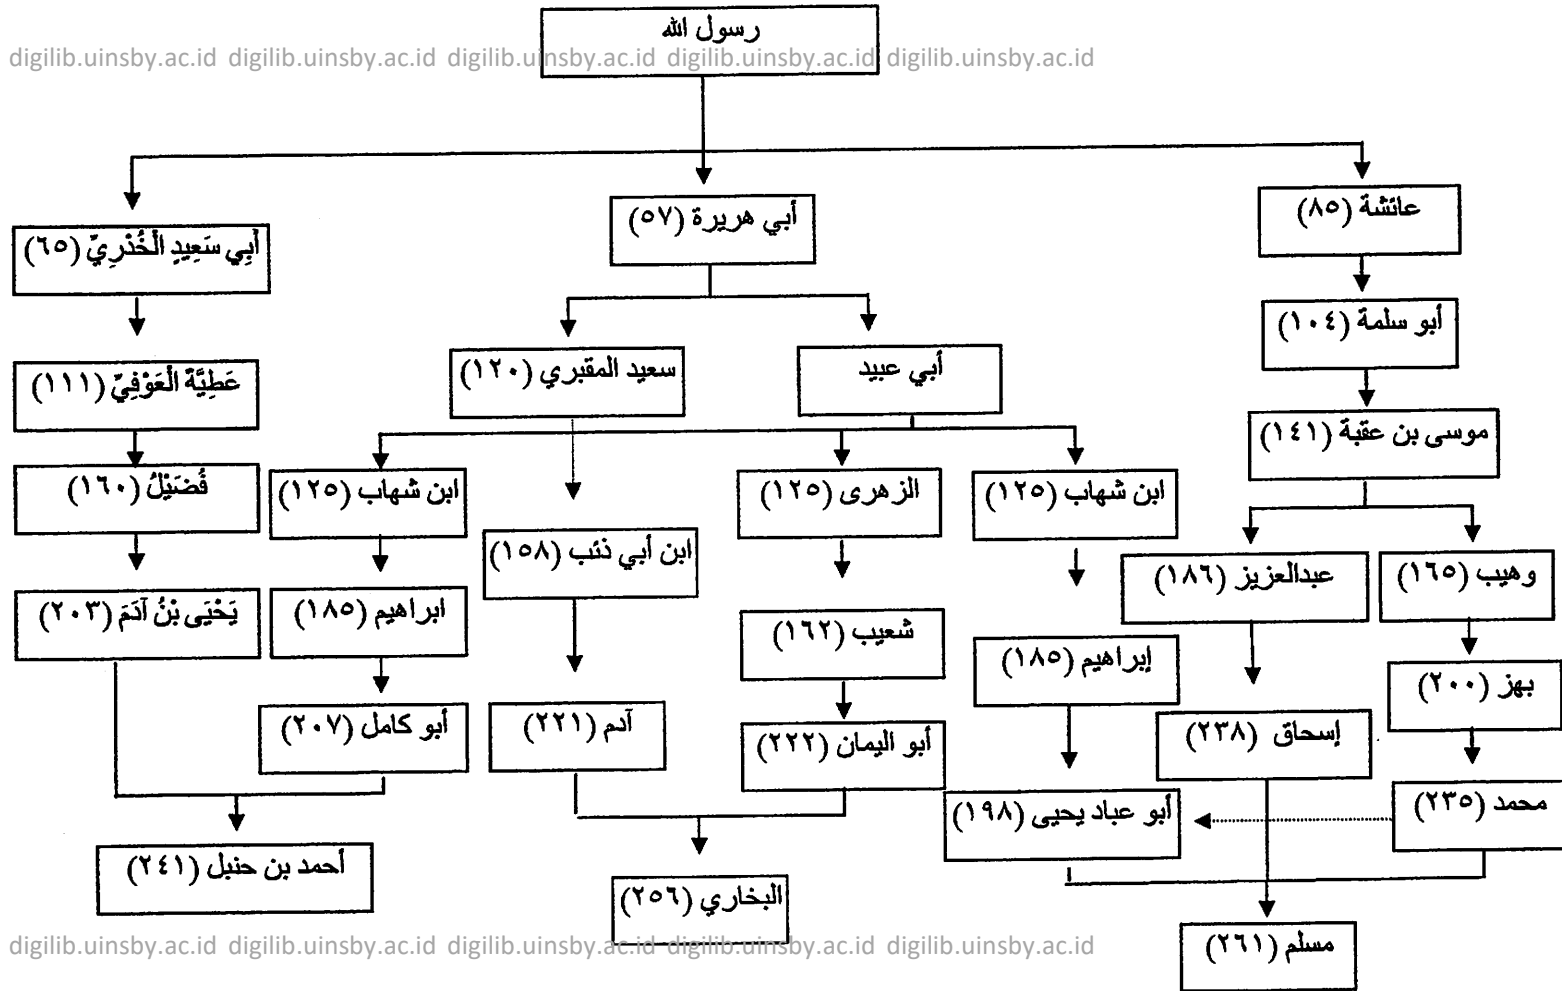 رسول الله
digilib.uinsby.ac.id digilib.uinsby.ac.id digilib.uinsby.ac.id digilib.uinsby.ac.id digilib.uinsby.ac.id
عائشة (٨٥)
أبي هريرة (٥٧)
أَبِي سَعِيدٍ الْخُدْرِيِّ (٦٥)
أبو سلمة (١٠٤)
أبي عبيد
سعيد المقبري (١٢٠)
عَطِيَّةَ الْعَوْفِيِّ (١١١)
موسى بن عقبة (١٤١)
ابن شهاب (١٢٥)
الزهرى (١٢٥)
ابن شهاب (١٢٥)
فُضَيْلُ (١٦٠)
ابن أبي ذئب (١٥٨)
وهيب (١٦٥)
عبدالعزيز (١٨٦)
ابراهيم (١٨٥)
يَحْيَى بْنُ آدَمَ (٢٠٣)
شعيب (١٦٢)
إبراهيم (١٨٥)
بهز (٢٠٠)
إسحاق (٢٣٨)
أبو اليمان (٢٢٢)
آدم (٢٢١)
أبو كامل (٢٠٧)
محمد (٢٣٥)
أبو عباد يحيى (١٩٨)
أحمد بن حنبل (٢٤١)
البخاري (٢٥٦)
مسلم (٢٦١)
digilib.uinsby.ac.id digilib.uinsby.ac.id digilib.uinsby.ac.id digilib.uinsby.ac.id digilib.uinsby.ac.id